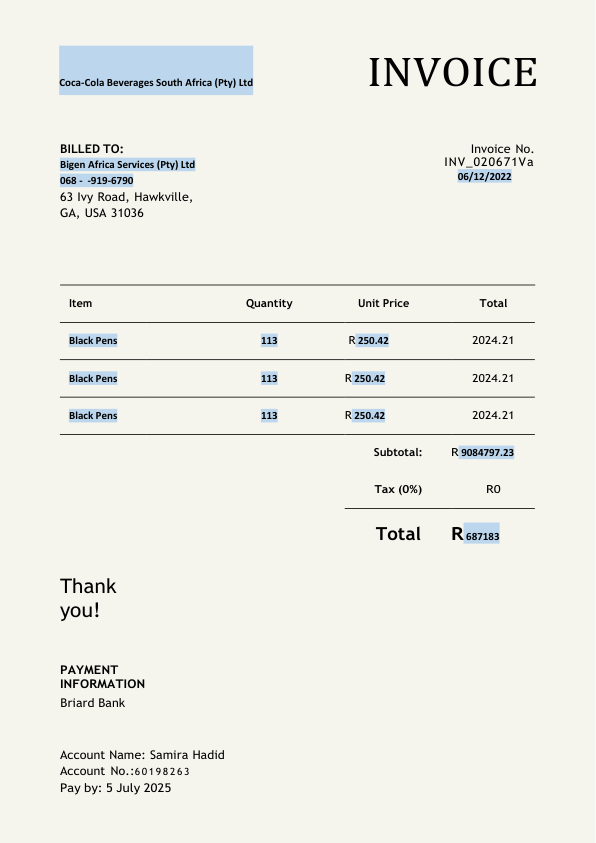 Coca-Cola Beverages South Africa (Pty) Ltd
INVOICE
BILLED TO:
Bigen Africa Services (Pty) Ltd
068 - -919-6790
63 Ivy Road, Hawkville,
GA, USA 31036
Invoice No.
INV_020671Va
06/12/2022
Item Quantity Unit Price Total
Black Pens 113 R 250.42 2024.21
Black Pens 113 R 250.42 2024.21
Black Pens 113 R 250.42 2024.21
Subtotal: R 9084797.23
Tax (0%) R0
Total R 687183
Thank
you!
PAYMENT
INFORMATION
Briard Bank
Account Name: Samira Hadid
Account No.:60198263
Pay by: 5 July 2025